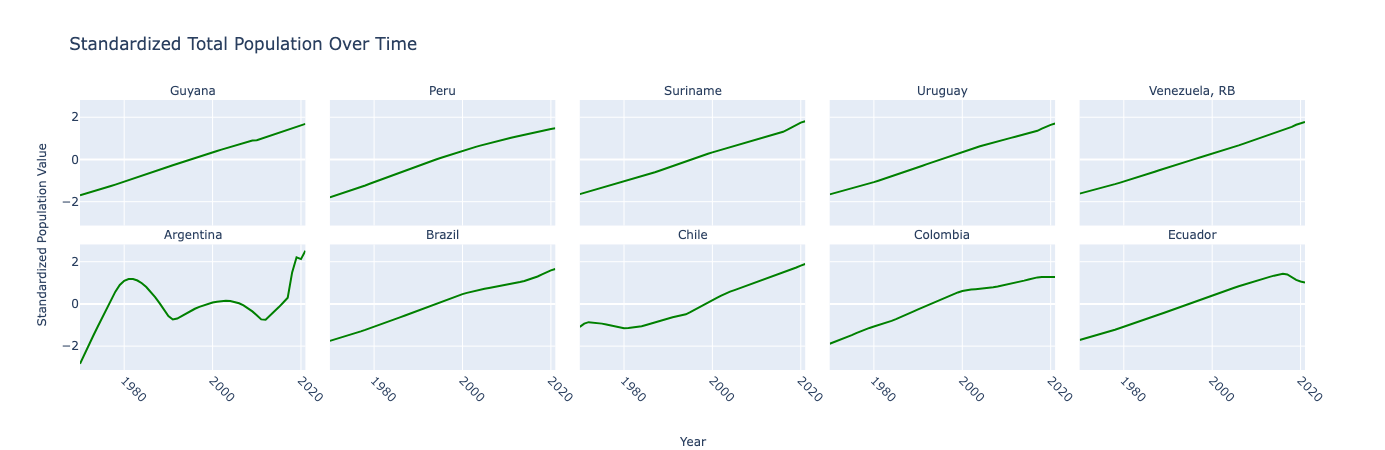 Standardized Total Population Over Time
Guyana
Peru
Suriname
Uruguay
Venezuela, RB
2
0
−2
Standardized Population Value
Argentina
Brazil
Chile
Colombia
Ecuador
2
0
−2
1980
2000
2020
1980
2000
2020
1980
2000
2020
1980
2000
2020
1980
2000
2020
Year